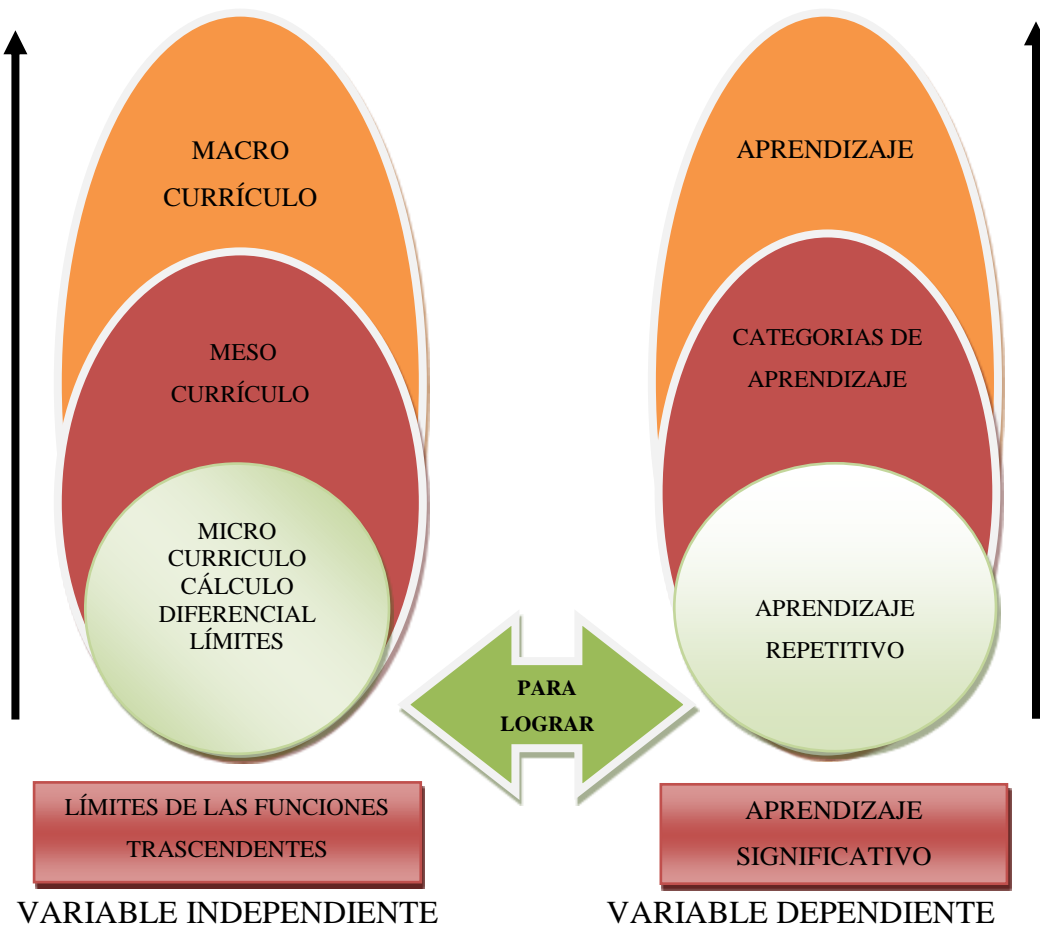 MACRO
CURRÍCULO
MESO
CURRÍCULO
MICRO
CURRICULO
CÁLCULO
DIFERENCIAL
LÍMITES
LÍMITES DE LAS FUNCIONES
TRASCENDENTES
VARIABLE INDEPENDIENTE
PARA
LOGRAR
APRENDIZAJE
CATEGORIAS DE
APRENDIZAJE
APRENDIZAJE
REPETITIVO
APRENDIZAJE
SIGNIFICATIVO
VARIABLE DEPENDIENTE